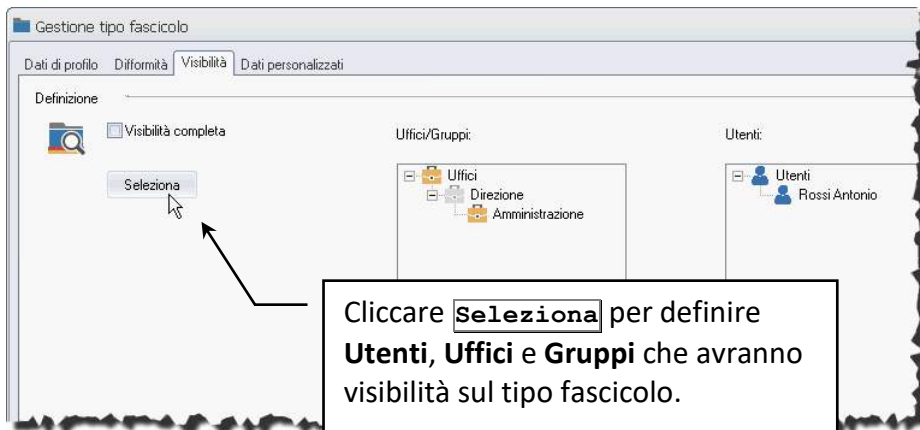 Gestione tipo fascicolo
Dati di profilo Difformità Visibilità Dati personalizzati
Definizione
Visibilità completa
Seleziona
Uffici/Gruppi:
Uffici
Direzione
Amministrazione
Utenti:
Utenti
Rossi Antonio
Cliccare Seleziona per definire
Utenti, Uffici e Gruppi che avranno
visibilità sul tipo fascicolo.